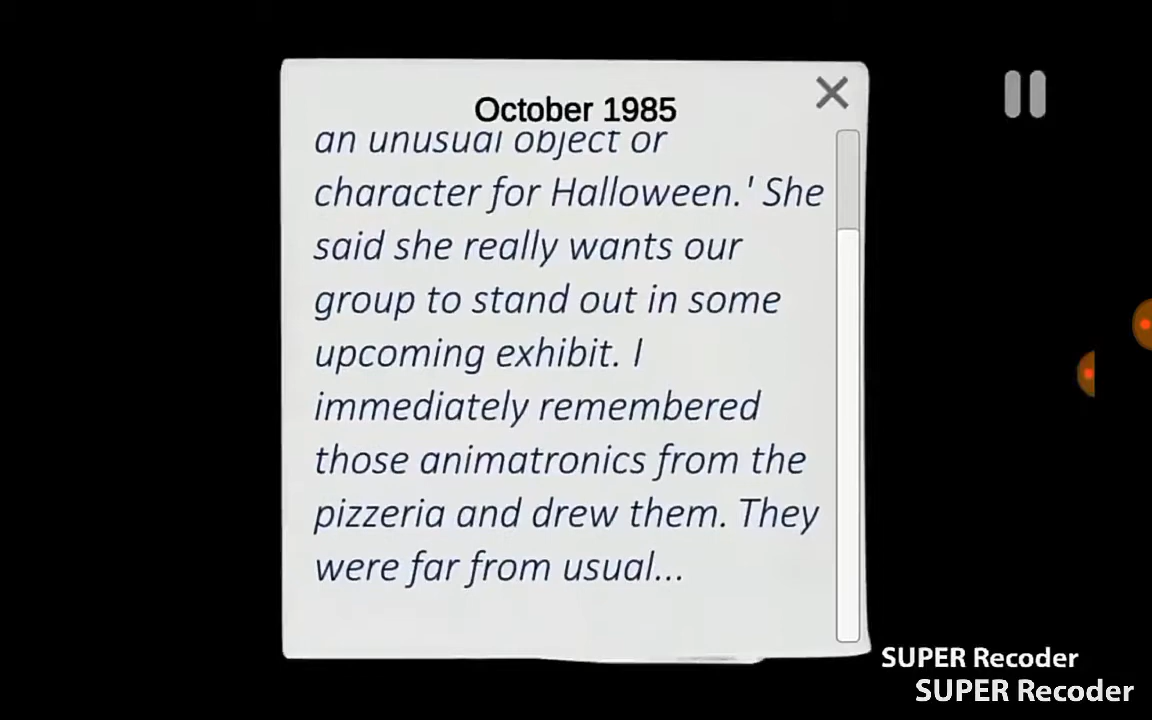 October 1985
an unusual object or
character for Halloween.' She
said she really wants our
group to stand out in some
upcoming exhibit. I
immediately remembered
those animatronics from the
pizzeria and drew them. They
were far from usual...
SUPER Recoder
SUPER Recoder